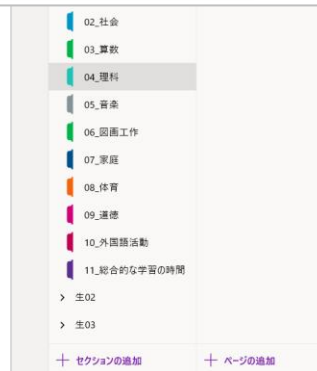 02_社会
03_算数
04_理科
05_音楽
06_図画工作
07_家庭
08_体育
09_道徳
10_外国語活動
11_総合的な学習の時間
> 生02
> 生03
＋ セクションの追加
＋ ページの追加